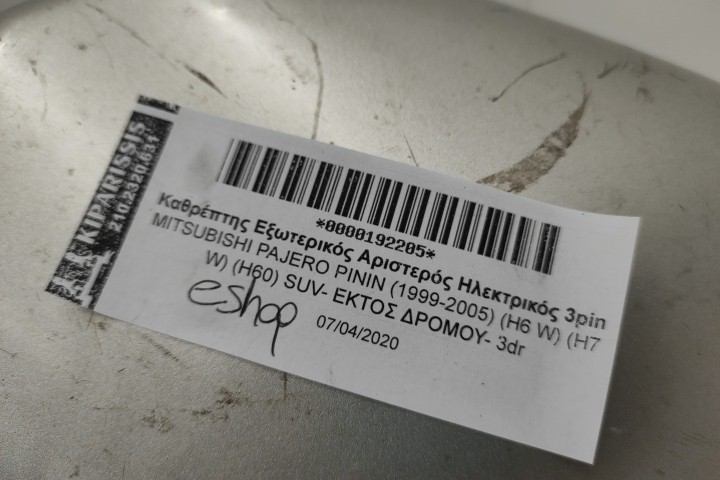 KIPARISSIS
210.2320.631
*0000192205*
Καθρέπτης Εξωτερικός Αριστερός Ηλεκτρικός 3pin
MITSUBISHI PAJERO PININ (1999-2005) (H6 W) (H7
W) (H60) SUV- ΕΚΤΟΣ ΔΡΟΜΟΥ- 3dr
eshop
07/04/2020